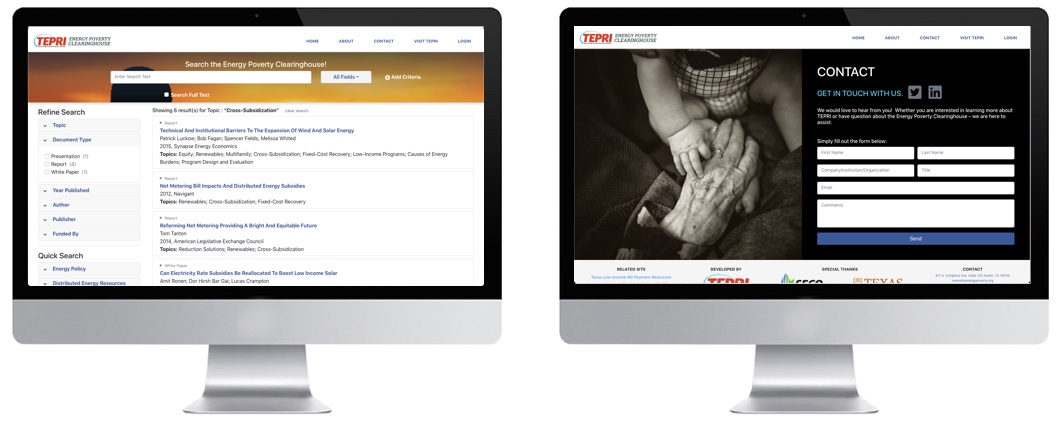 TEPRI ENERGY POVERTY CLEARINGHOUSE
HOME ABOUT CONTACT VISIT TEPRI LOGIN
Search the Energy Poverty Clearinghouse!
Enter Search Text
All Fields
Add Criteria
Search Full Text
Refine Search
Topic
Document Type
Presentation (1)
Report (4)
White Paper (1)
Year Published
Author
Publisher
Funded By
Quick Search
Energy Policy
Distributed Energy Resources
Showing 6 result(s) for Topic : "Cross-Subsidization" clear search
Report
Technical And Institutional Barriers To The Expansion Of Wind And Solar Energy
Patrick Luckow; Bob Fagan; Spencer Fields; Melissa Whited
2015, Synapse Energy Economics
Topics: Equity; Renewables; Multifamily; Cross-Subsidization; Fixed-Cost Recovery; Low-Income Programs; Causes of Energy
Burdens; Program Design and Evaluation
Report
Net Metering Bill Impacts And Distributed Energy Subsidies
2012, Navigant
Topics: Renewables; Cross-Subsidization; Fixed-Cost Recovery
Report
Reforming Net Metering Providing A Bright And Equitable Future
Tom Tanton
2014, American Legislative Exchange Council
Topics: Reduction Solutions; Renewables; Cross-Subsidization
White Paper
Can Electricity Rate Subsidies Be Reallocated To Boost Low Income Solar
Amit Ronen; Dor Hirsh Bar Gai; Lucas Crampton
TEPRI ENERGY POVERTY CLEARINGHOUSE
HOME ABOUT CONTACT VISIT TEPRI LOGIN
CONTACT
GET IN TOUCH WITH US.
We would love to hear from you! Whether you are interested in learning more about
TEPRI or have question about the Energy Poverty Clearinghouse – we are here to
assist.
Simply fill out the form below:
First Name
Last Name
Company/Institution/Organization
Title
Email
Comments
Send
RELATED SITE
Texas Low-Income Bill Payment Resources
DEVELOPED BY
TEPRI
SPECIAL THANKS
SECO
TEXAS
CONTACT